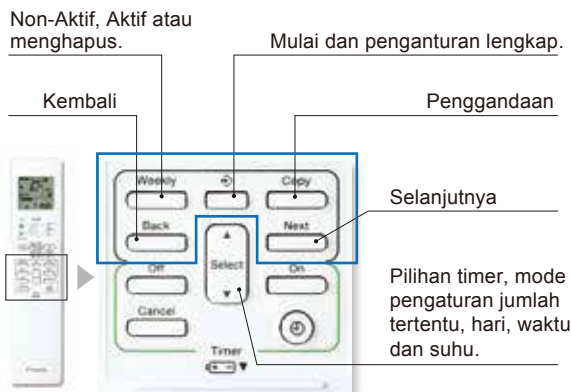 Non-Aktif, Aktif atau
menghapus.
Mulai dan penganturan lengkap.
Kembali
Penggandaan
Weekly
Copy
Back
Next
Selanjutnya
Off
Select
On
Cancel
Timer
Pilihan timer, mode
pengaturan jumlah
tertentu, hari, waktu
dan suhu.